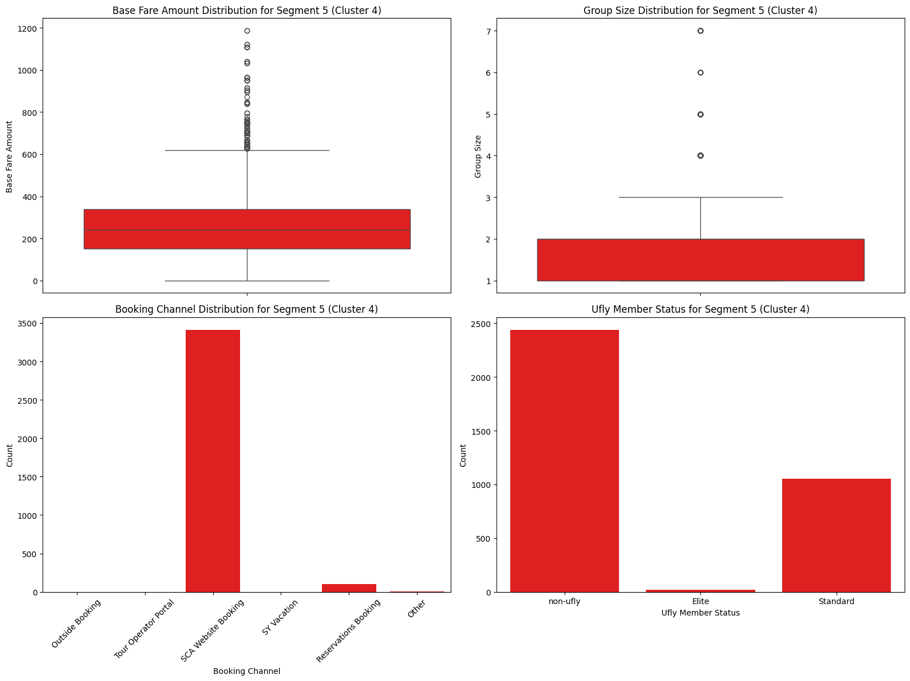 Base Fare Amount Distribution for Segment 5 (Cluster 4)
Base Fare Amount
1200
1000
800
600
400
200
0
Group Size Distribution for Segment 5 (Cluster 4)
Group Size
7
6
5
4
3
2
1
Booking Channel Distribution for Segment 5 (Cluster 4)
Count
3500
3000
2500
2000
1500
1000
500
0
Outside Booking
Tour Operator Portal
SCA Website Booking
SY Vacation
Reservations Booking
Other
Booking Channel
Ufly Member Status for Segment 5 (Cluster 4)
Count
2500
2000
1500
1000
500
0
non-ufly
Elite
Standard
Ufly Member Status